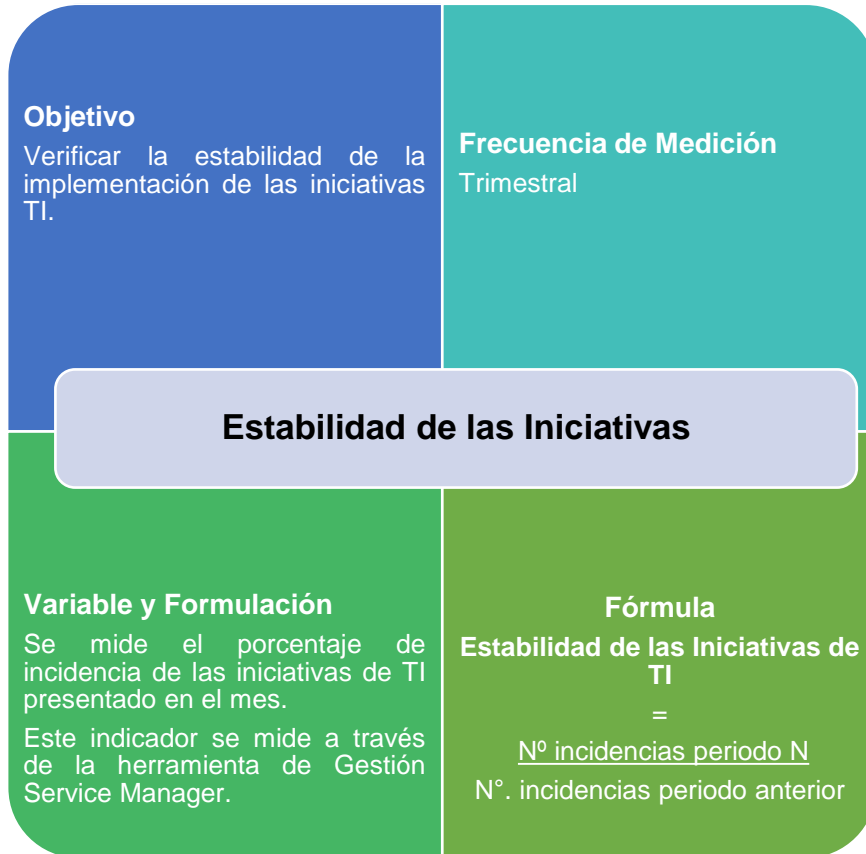 Objetivo
Verificar la estabilidad de la
implementación de las iniciativas
TI.
Frecuencia de Medición
Trimestral
Estabilidad de las Iniciativas
Variable y Formulación
Se mide el porcentaje de
incidencia de las iniciativas de TI
presentado en el mes.
Este indicador se mide a través
de la herramienta de Gestión
Service Manager.
Fórmula
Estabilidad de las Iniciativas de
TI
=
Nº incidencias periodo N
N°. incidencias periodo anterior